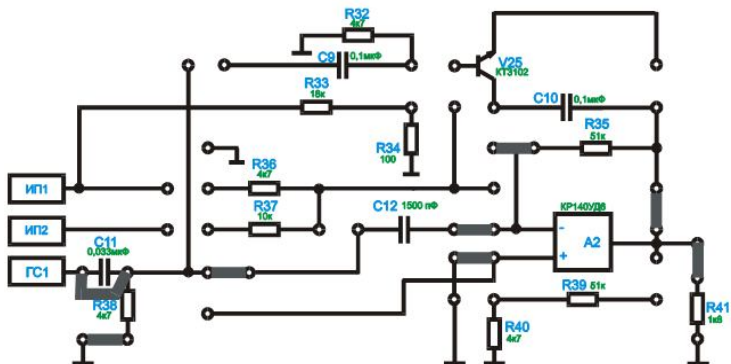 R32
4к7
C9 0,1мкФ
V25
КТ3102
R33
18к
C10 0,1мкФ
R34
100
R35
51к
R36
4к7
ИП1
R37
10к
C12 1500 пФ
КР140УД6
ИП2
C11
0,033мкФ
- A2
+
ГС1
R38
4к7
R39 51к
R40
4к7
R41
1к8